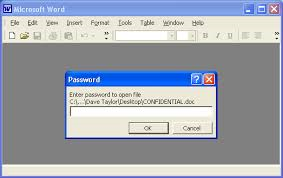 Microsoft Word
File Edit View Insert Format Tools Table Window Help
Password
Enter password to open file
C:\...\Dave Taylor\Desktop\CONFIDENTIAL.doc
OK Cancel